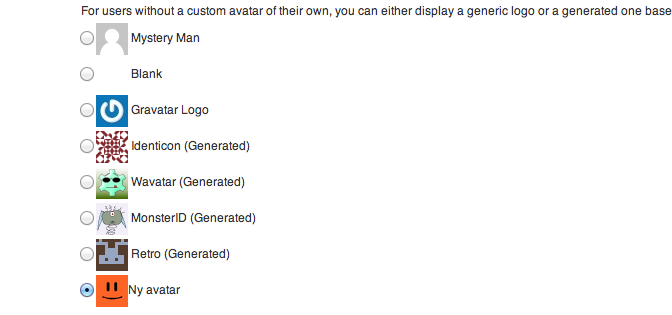 For users without a custom avatar of their own, you can either display a generic logo or a generated one base
Mystery Man
Blank
Gravatar Logo
Identicon (Generated)
Wavatar (Generated)
MonsterID (Generated)
Retro (Generated)
Ny avatar